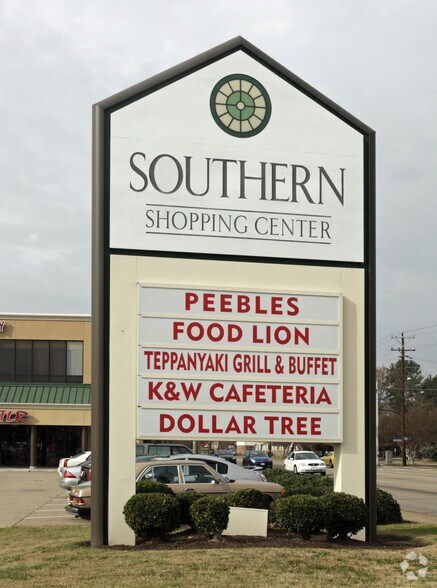 SOUTHERN
SHOPPING CENTER
PEEBLES
FOOD LION
TEPPANYAKI GRILL & BUFFET
K&W CAFETERIA
DOLLAR TREE